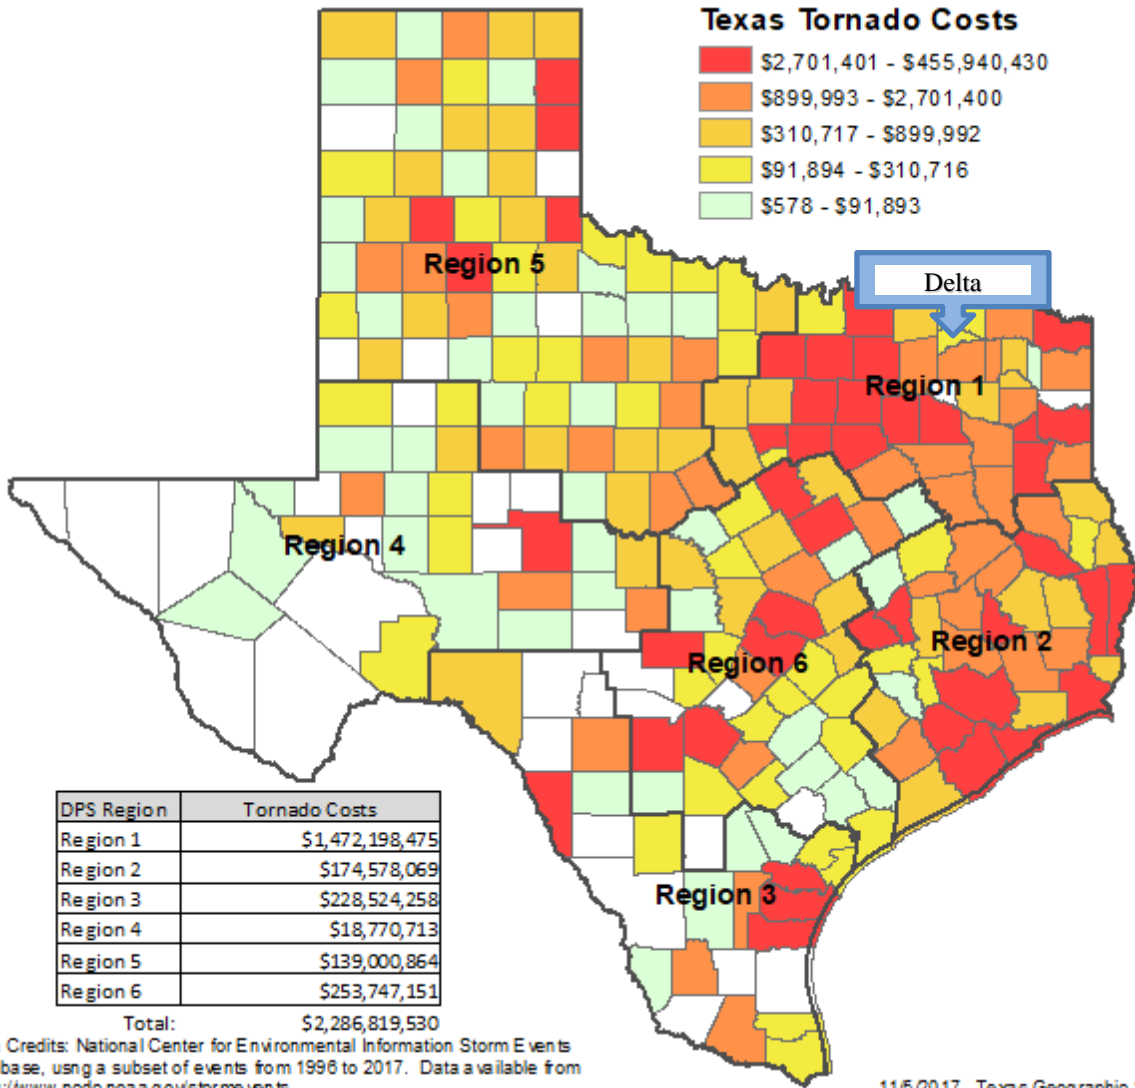 Texas Tornado Costs
$2,701,401 - $455,940,430
$899,993 - $2,701,400
$310,717 - $899,992
$91,894 - $310,716
$578 - $91,893
Region 5
Delta
Region 1
Region 4
Region 2
Region 6
Region 3
DPS Region Tornado Costs
Region 1 $1,472,198,475
Region 2 $174,578,069
Region 3 $228,524,258
Region 4 $18,770,713
Region 5 $139,000,864
Region 6 $253,747,151
Total: $2,286,819,530
Credits: National Center for Environmental Information Storm Events
base, usng a subset of events from 1996 to 2017. Data available from
11/5/2017 Texas Geographic